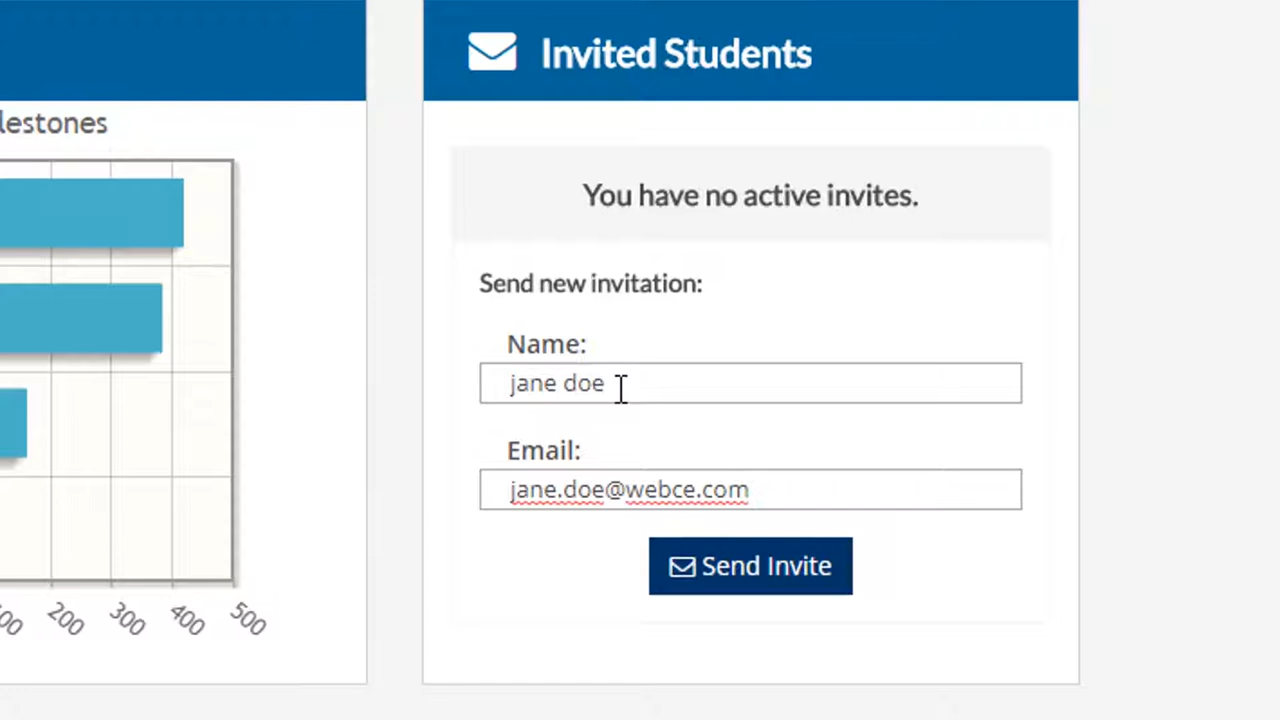 lestones
200
300
400
500
Invited Students
You have no active invites.
Send new invitation:
Name:
jane doe
Email:
jane.doe@webce.com
Send Invite